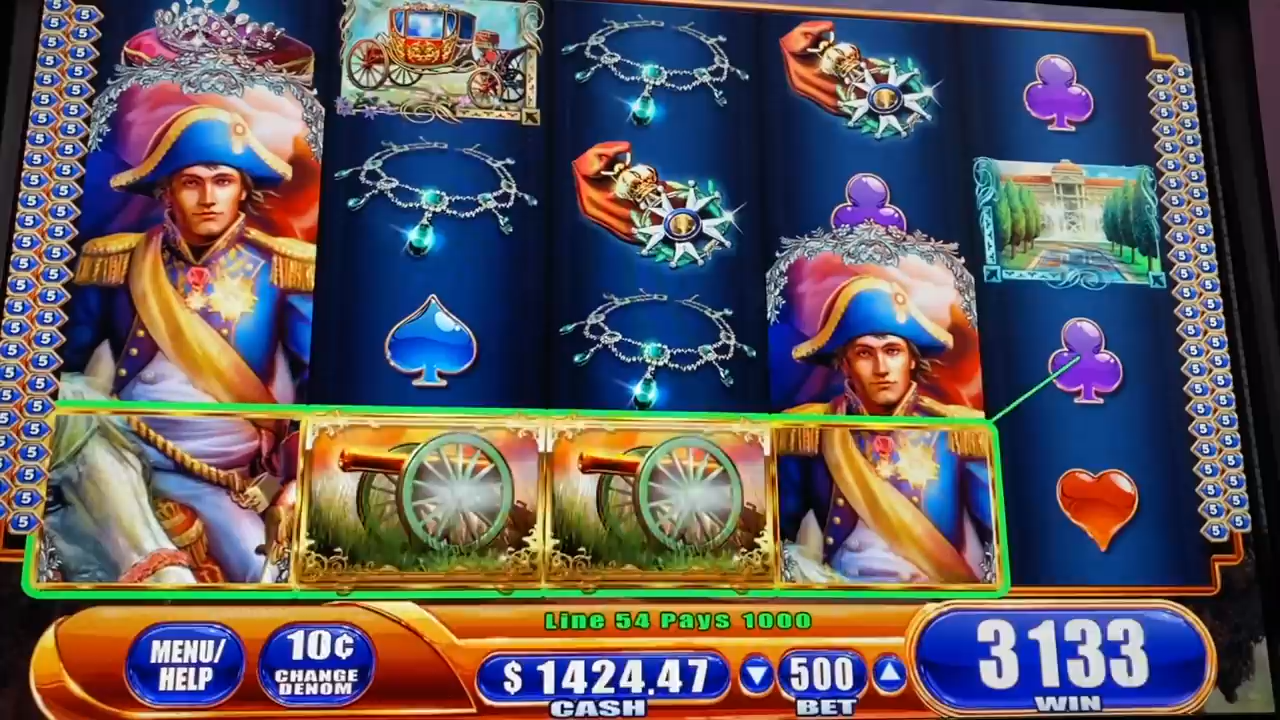 Line 54 Pays 1000
MENU/
HELP
10¢
CHANGE
DENOM
$ 1424.47
CASH
500
BET
3133
WIN